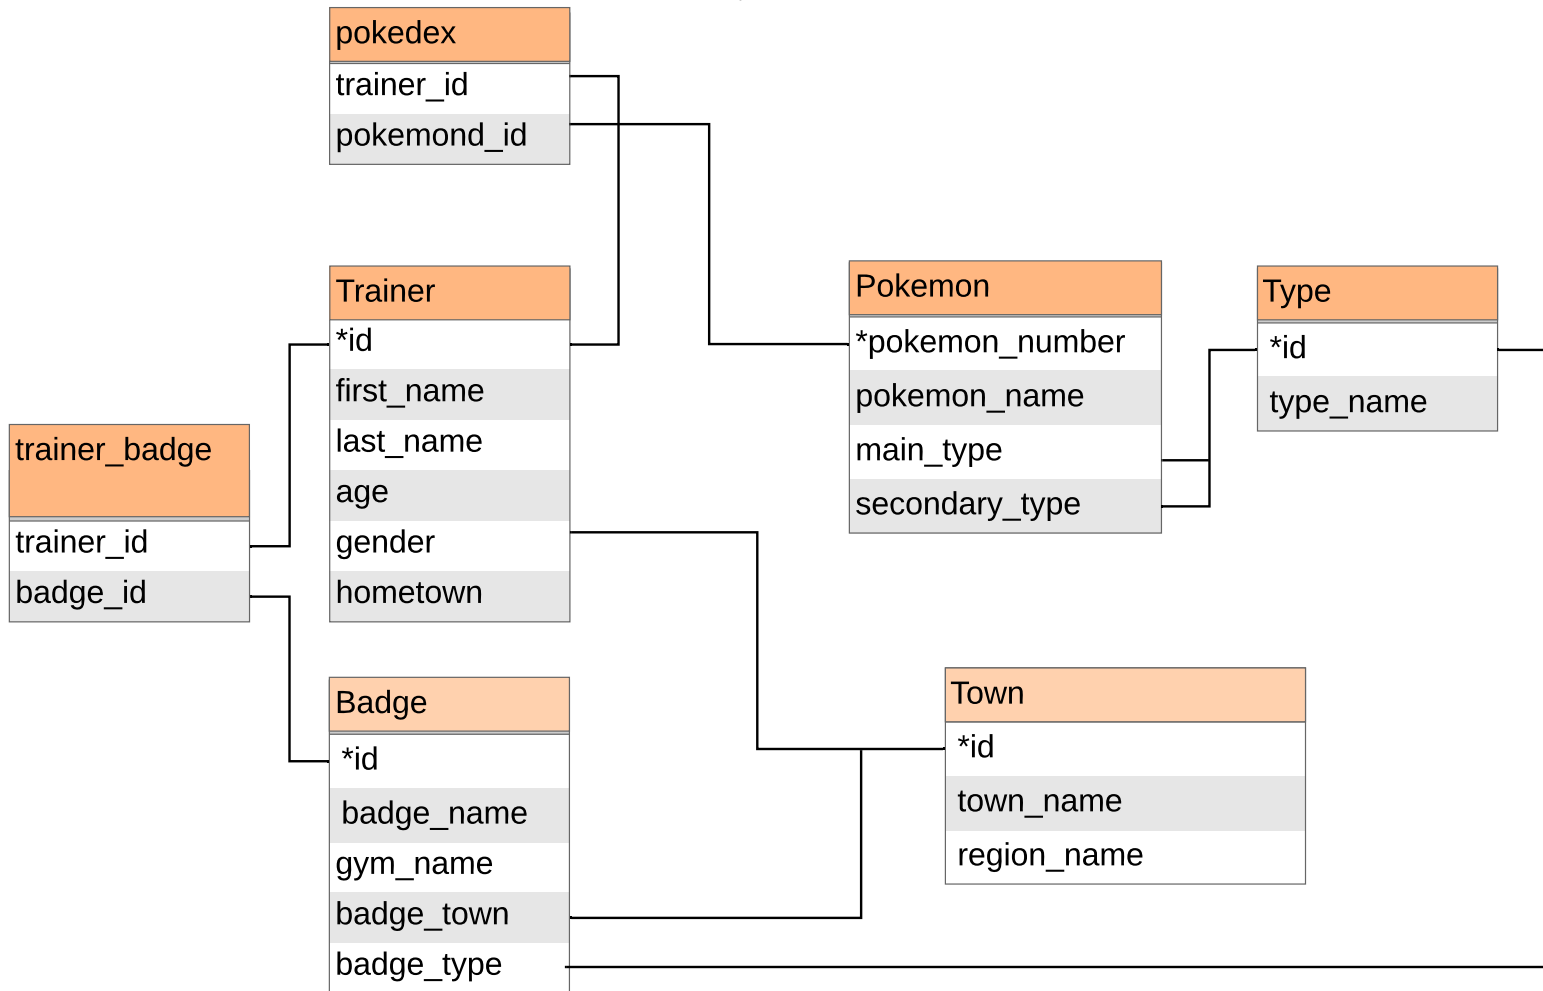 pokedex
trainer_id
pokemond_id
Trainer
*id
first_name
last_name
age
gender
hometown
trainer_badge
trainer_id
badge_id
Badge
*id
badge_name
gym_name
badge_town
badge_type
Pokemon
*pokemon_number
pokemon_name
main_type
secondary_type
Type
*id
type_name
Town
*id
town_name
region_name